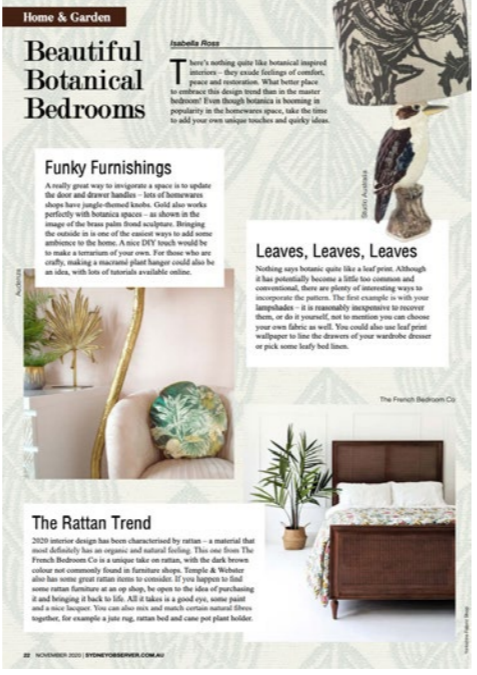 Home & Garden
Beautiful
Botanical
Bedrooms
Isabella Ross
There's nothing quite like botanical inspired
interiors – they exude feelings of comfort,
peace and restoration. What better place
to embrace this design trend than in the master
bedroom! Even though botanica is booming in
popularity in the homewares space, take the time
to add your own unique touches and quirky ideas.
Studio Australia
Funky Furnishings
A really great way to invigorate a space is to update
the door and drawer handles – lots of homewares
shops have jungle-themed knobs. Gold also works
perfectly with botanica spaces – as shown in the
image of the brass palm frond sculpture. Bringing
the outside in is one of the easiest ways to add some
ambience to the home. A nice DIY touch would be
to make a terrarium of your own. For those who are
crafty, making a macramé plant hanger could also be
an idea, with lots of tutorials available online.
Audenza
Leaves, Leaves, Leaves
Nothing says botanic quite like a leaf print. Although
it has potentially become a little too common and
conventional, there are plenty of interesting ways to
incorporate the pattern. The first example is with your
lampshades – it is reasonably inexpensive to recover
them, or do it yourself, not to mention you can choose
your own fabric as well. You could also use leaf print
wallpaper to line the drawers of your wardrobe dresser
or pick some leafy bed linen.
The French Bedroom Co
The Rattan Trend
2020 interior design has been characterised by rattan – a material that
most definitely has an organic and natural feeling. This one from The
French Bedroom Co is a unique take on rattan, with the dark brown
colour not commonly found in furniture shops. Temple & Webster
also has some great rattan items to consider. If you happen to find
some rattan furniture at an op shop, be open to the idea of purchasing
it and bringing it back to life. All it takes is a good eye, some paint
and a nice lacquer. You can also mix and match certain natural fibres
together, for example a jute rug, rattan bed and cane pot plant holder.
22 NOVEMBER 2020 | SYDNEYOBSERVER.COM.AU